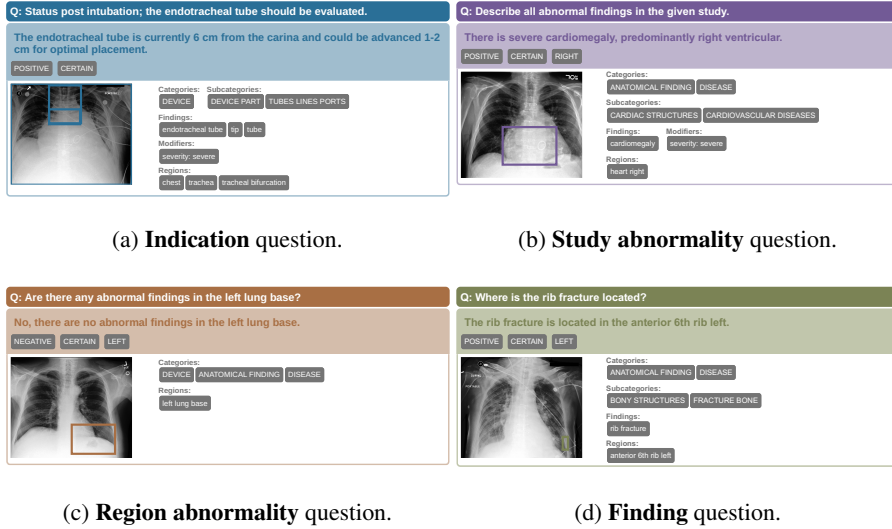 Q: Status post intubation; the endotracheal tube should be evaluated.
The endotracheal tube is currently 6 cm from the carina and could be advanced 1-2
cm for optimal placement.
POSITIVE CERTAIN
Categories: Subcategories:
DEVICE DEVICE PART TUBES LINES PORTS
Findings:
endotracheal tube tip tube
Modifiers:
severity: severe
Regions:
chest trachea tracheal bifurcation
(a) Indication question.
Q: Describe all abnormal findings in the given study.
There is severe cardiomegaly, predominantly right ventricular.
POSITIVE CERTAIN RIGHT
Categories:
ANATOMICAL FINDING DISEASE
Subcategories:
CARDIAC STRUCTURES CARDIOVASCULAR DISEASES
Findings: Modifiers:
cardiomegaly severity: severe
Regions:
heart right
(b) Study abnormality question.
Q: Are there any abnormal findings in the left lung base?
No, there are no abnormal findings in the left lung base.
NEGATIVE CERTAIN LEFT
Categories:
DEVICE ANATOMICAL FINDING DISEASE
Regions:
left lung base
(c) Region abnormality question.
Q: Where is the rib fracture located?
The rib fracture is located in the anterior 6th rib left.
POSITIVE CERTAIN LEFT
Categories:
ANATOMICAL FINDING DISEASE
Subcategories:
BONY STRUCTURES FRACTURE BONE
Findings:
rib fracture
Regions:
anterior 6th rib left
(d) Finding question.